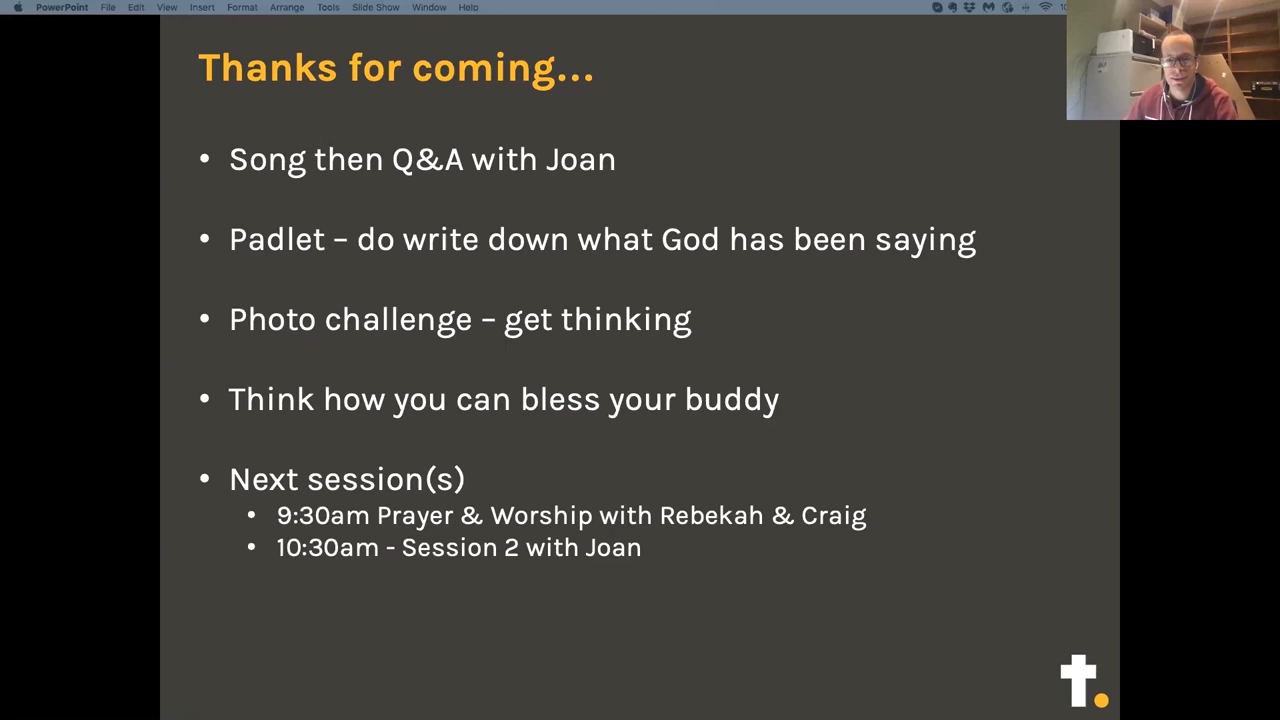 PowerPoint File Edit View Insert Format Arrange Tools Slide Show Window Help
Thanks for coming...
• Song then Q&A with Joan
• Padlet – do write down what God has been saying
• Photo challenge – get thinking
• Think how you can bless your buddy
• Next session(s)
• 9:30am Prayer & Worship with Rebekah & Craig
• 10:30am - Session 2 with Joan
t.